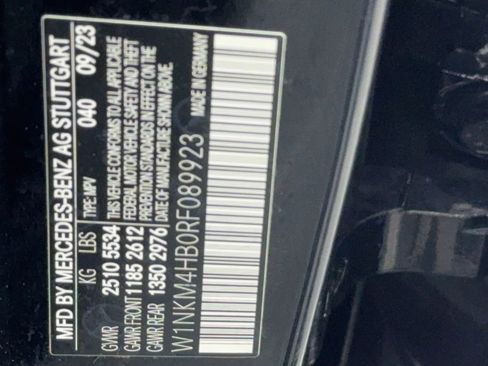 MFD BY MERCEDES-BENZ AG STUTTGART
KG LBS TYPE: MPV 040 09/23
GVWR 2510 5534
GAWR FRONT 1185 2612
GAWR REAR 1350 2976
THIS VEHICLE CONFORMS TO ALL APPLICABLE
FEDERAL MOTOR VEHICLE SAFETY AND THEFT
PREVENTION STANDARDS IN EFFECT ON THE
DATE OF MANUFACTURE SHOWN ABOVE.
W1NKM4HB0RF089923
MADE IN GERMANY